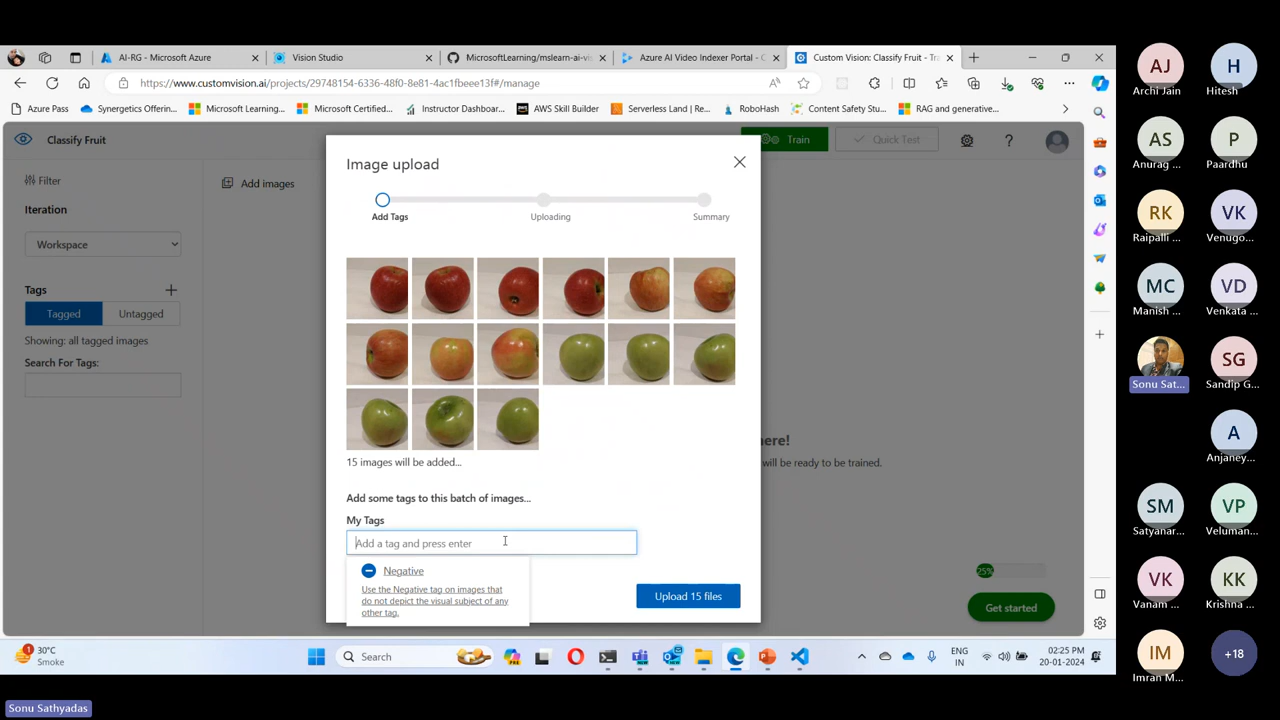 AI-RG - Microsoft Azure
Vision Studio
MicrosoftLearning/mslearn-ai-vis
Azure AI Video Indexer Portal - C
Custom Vision: Classify Fruit - Tra
https://www.customvision.ai/projects/29748154-6336-48f0-8e81-4ac1fbeee13f#/manage
Azure Pass
Synergetics Offering...
Microsoft Learning...
Microsoft Certified...
Instructor Dashboar...
AWS Skill Builder
Serverless Land | Re...
RoboHash
Content Safety Stu...
RAG and generative...
Classify Fruit
Train
Quick Test
Filter
Add images
Iteration
Workspace
Tags
Tagged
Untagged
Showing: all tagged images
Search For Tags:
Image upload
Add Tags
Uploading
Summary
15 images will be added...
Add some tags to this batch of images...
My Tags
Add a tag and press enter
Negative
Use the Negative tag on images that
do not depict the visual subject of any
other tag.
Upload 15 files
here!
will be ready to be trained.
25%
Get started
1
30°C
Smoke
Search
ENG
IN
02:25 PM
20-01-2024
AJ
Archi Jain
H
Hitesh
AS
Anurag ...
P
Paardhu
RK
Raipalli ...
VK
Venugo...
MC
Manish ...
VD
Venkata ...
Sonu Sat...
SG
Sandip G...
A
Anjaney...
SM
Satyanar...
VP
Veluman...
VK
Vanam ...
KK
Krishna ...
IM
Imran M...
+18
Sonu Sathyadas